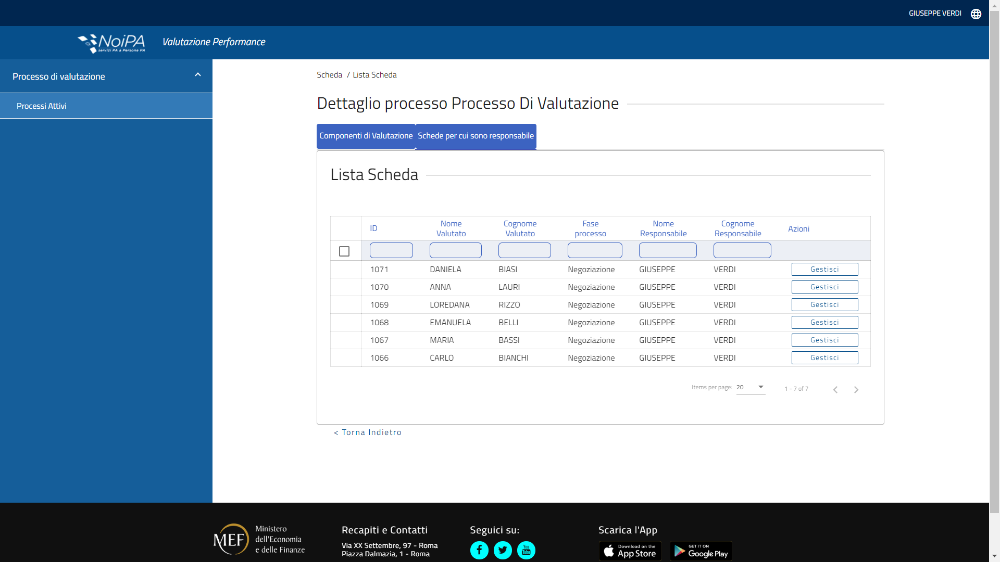 GIUSEPPE VERDI
NoiPA
servizi PA a Persone PA
Valutazione Performance
Processo di valutazione
Processi Attivi
Scheda / Lista Scheda
Dettaglio processo Processo Di Valutazione
Componenti di Valutazione Schede per cui sono responsabile
Lista Scheda
ID Nome Valutato Cognome Valutato Fase processo Nome Responsabile Cognome Responsabile Azioni
1071 DANIELA BIASI Negoziazione GIUSEPPE VERDI Gestisci
1070 ANNA LAURI Negoziazione GIUSEPPE VERDI Gestisci
1069 LOREDANA RIZZO Negoziazione GIUSEPPE VERDI Gestisci
1068 EMANUELA BELLI Negoziazione GIUSEPPE VERDI Gestisci
1067 MARIA BASSI Negoziazione GIUSEPPE VERDI Gestisci
1066 CARLO BIANCHI Negoziazione GIUSEPPE VERDI Gestisci
Items per page: 20 1 - 7 of 7
< Torna Indietro
MEF
Ministero
dell'Economia
e delle Finanze
Recapiti e Contatti
Via XX Settembre, 97 - Roma
Piazza Dalmazia, 1 - Roma
Seguici su:
You Tube
Scarica l'App
Download on the
App Store
GET IT ON
Google Play